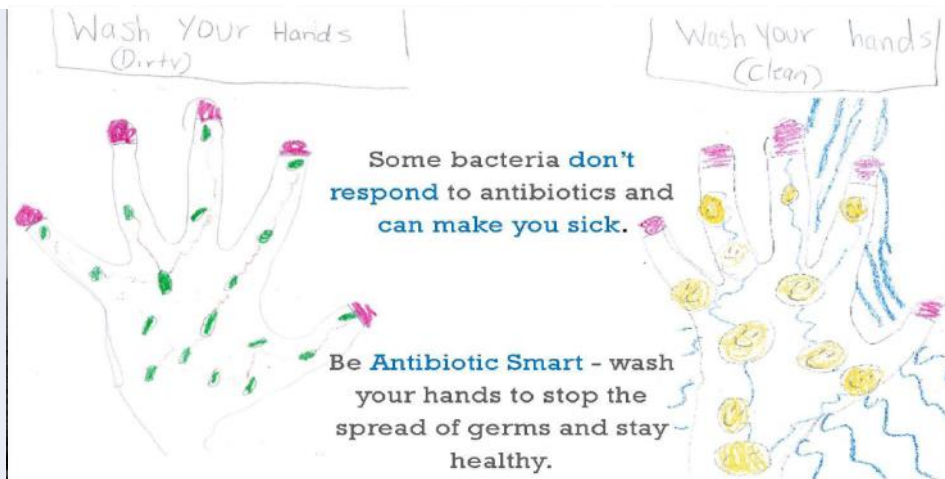 Wash Your Hands
(Dirty)
Wash Your hands
(Clean)
Some bacteria don't
respond to antibiotics and
can make you sick.
Be Antibiotic Smart - wash
your hands to stop the
spread of germs and stay
healthy.